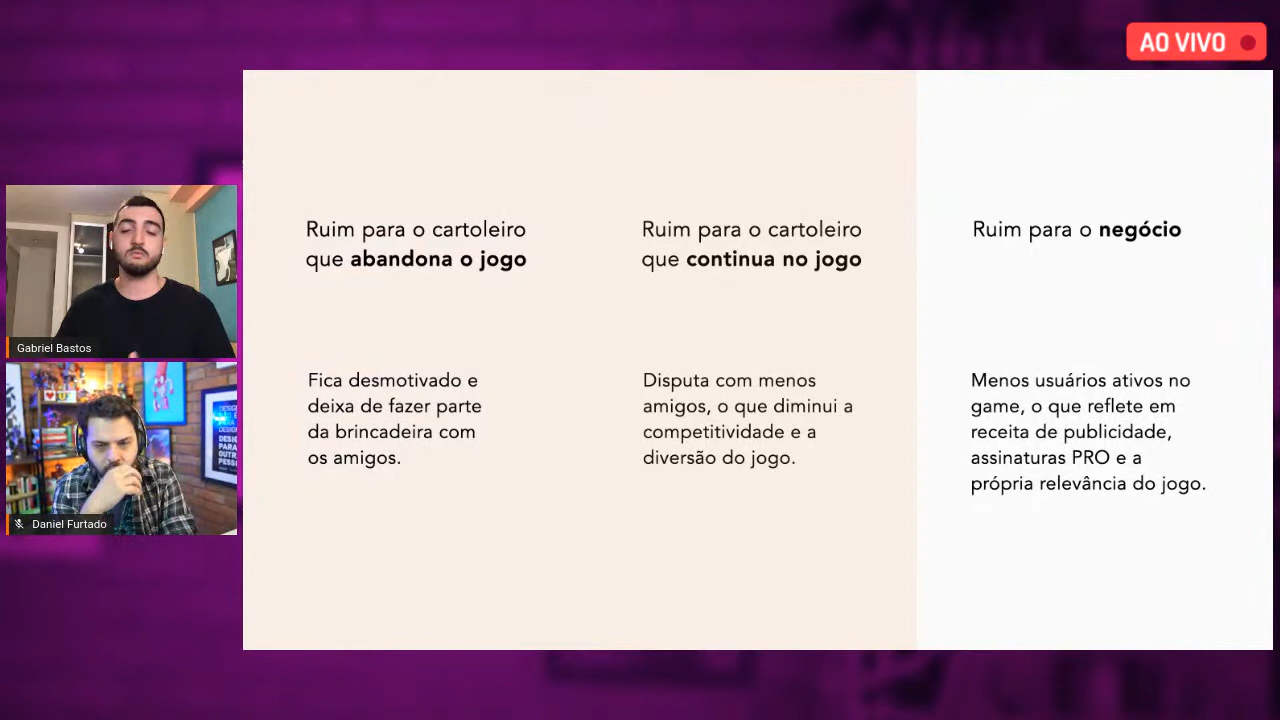 AO VIVO
Ruim para o cartoleiro
que abandona o jogo
Fica desmotivado e
deixa de fazer parte
da brincadeira com
os amigos.
Ruim para o cartoleiro
que continua no jogo
Disputa com menos
amigos, o que diminui a
competitividade e a
diversão do jogo.
Ruim para o negócio
Menos usuários ativos no
game, o que reflete em
receita de publicidade,
assinaturas PRO e a
própria relevância do jogo.
Gabriel Bastos
Daniel Furtado